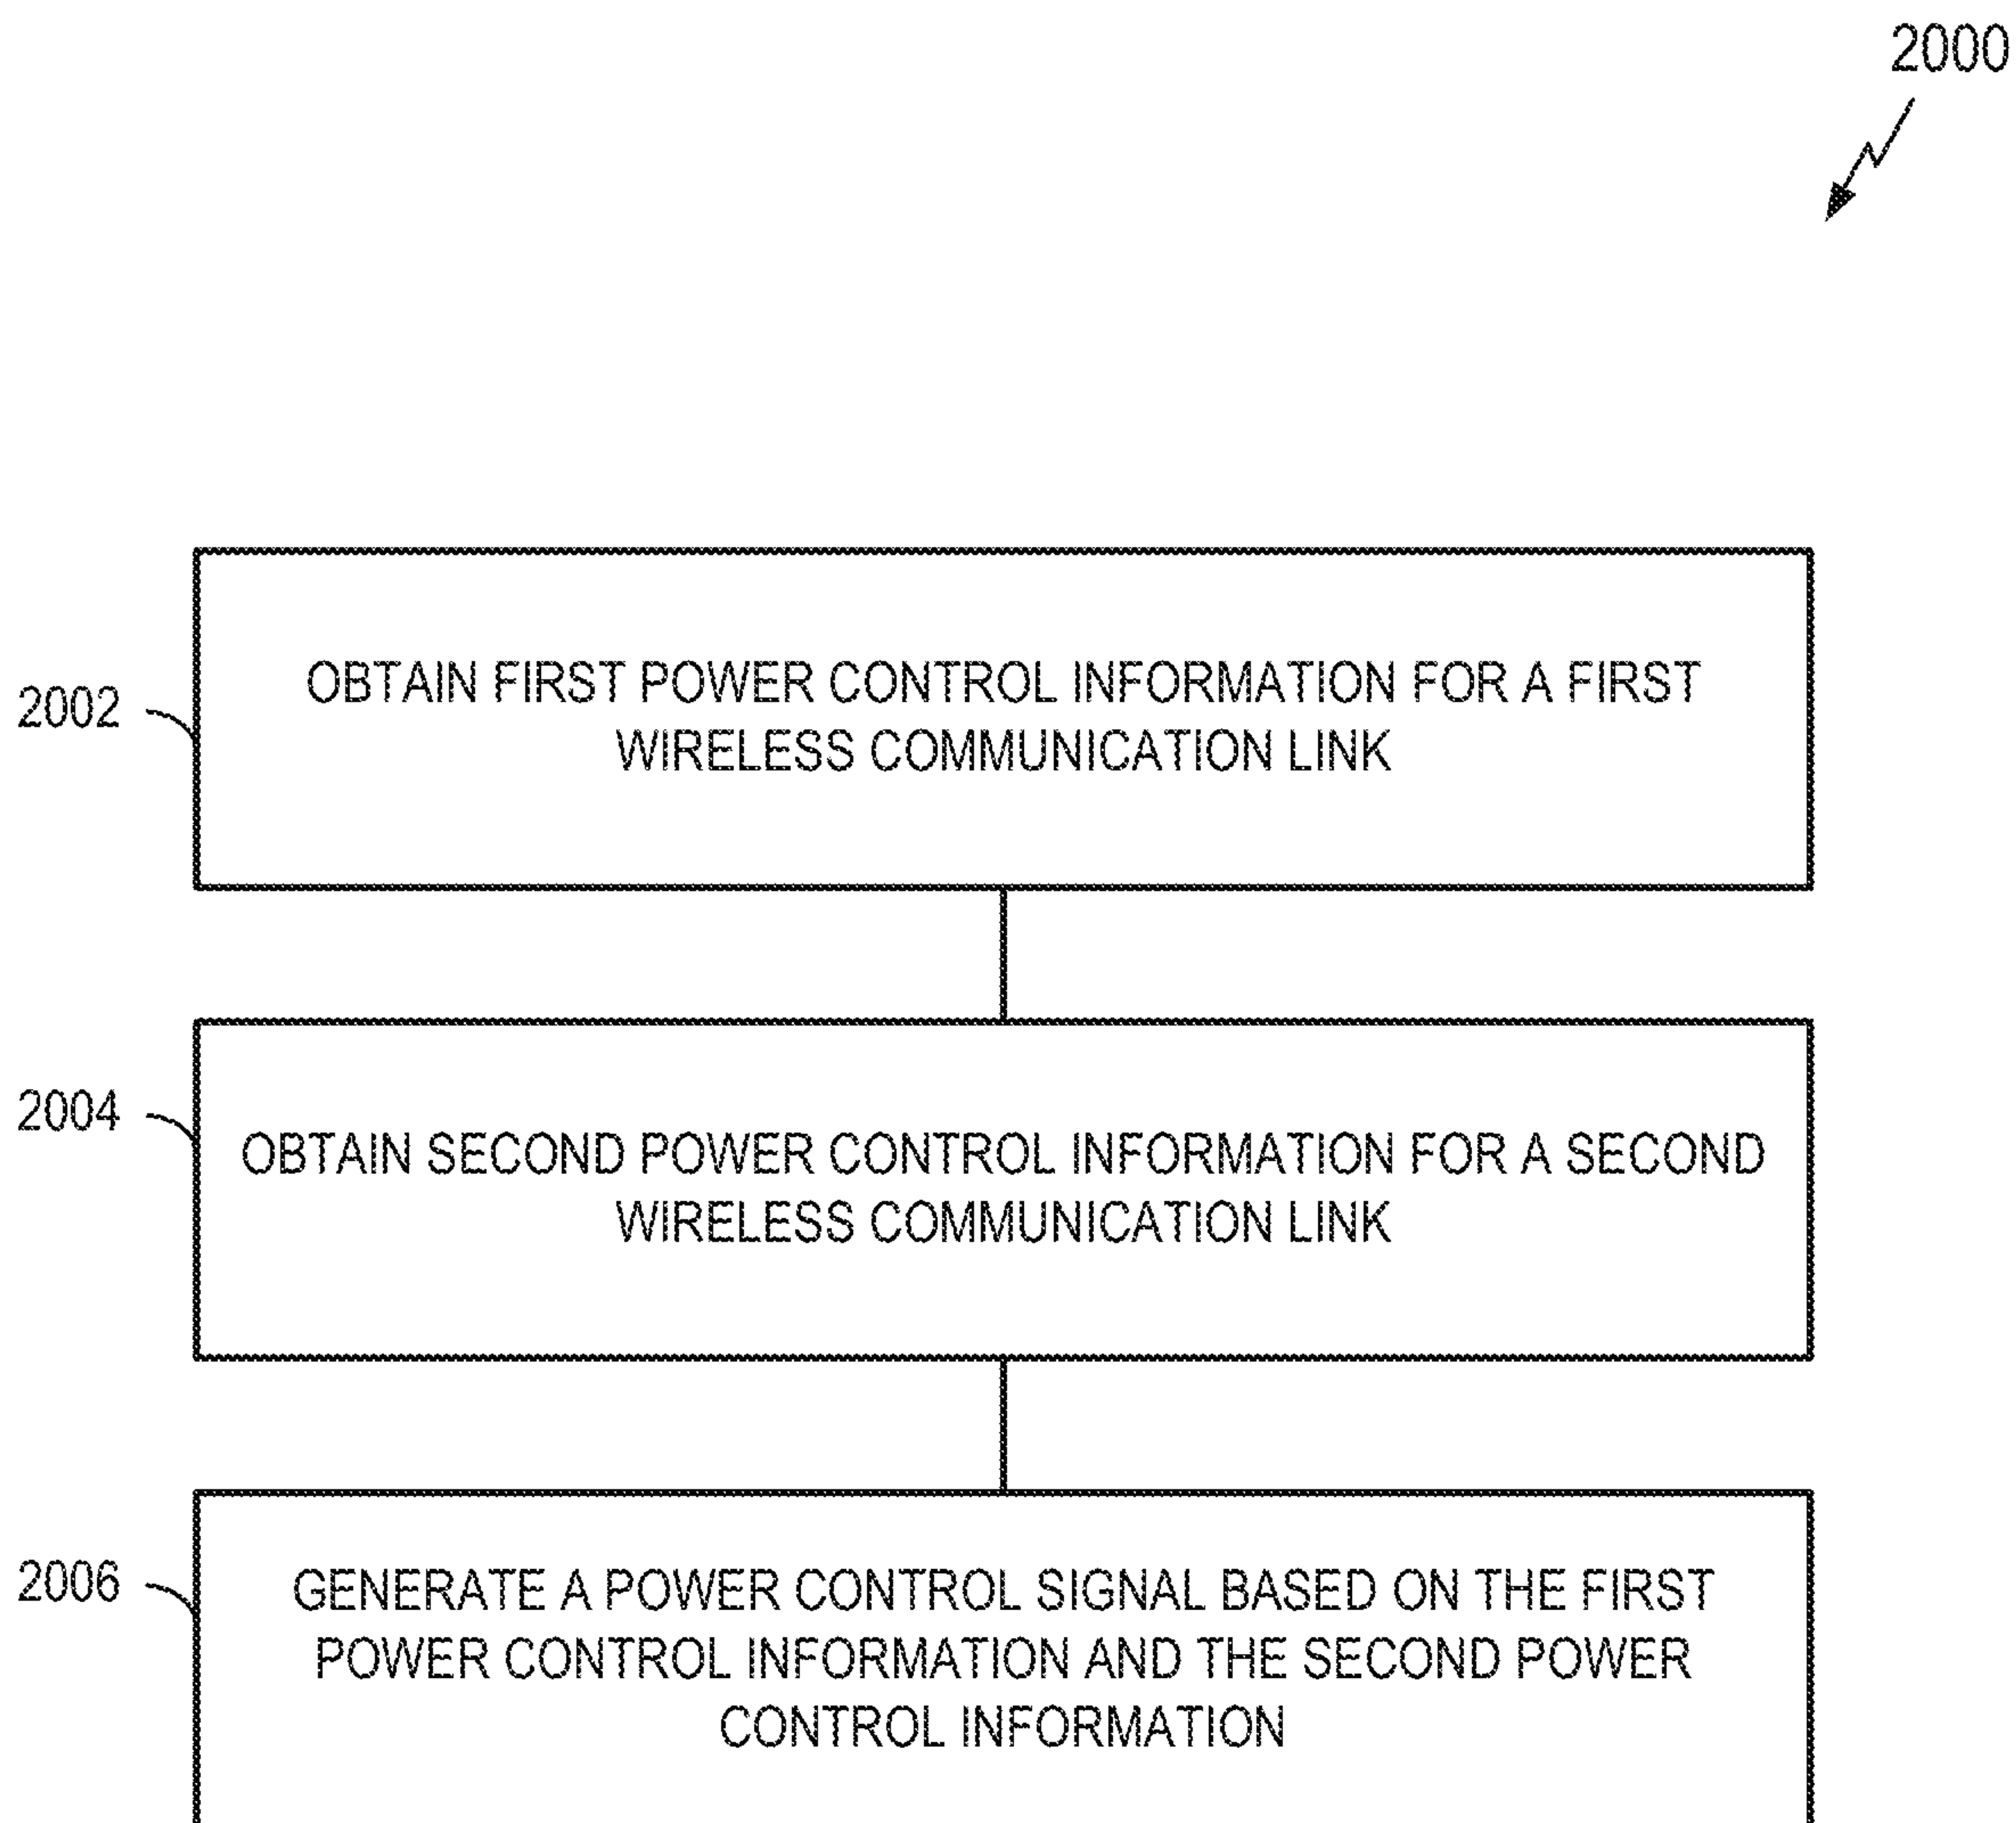 2000
2002
OBTAIN FIRST POWER CONTROL INFORMATION FOR A FIRST
WIRELESS COMMUNICATION LINK
2004
OBTAIN SECOND POWER CONTROL INFORMATION FOR A SECOND
WIRELESS COMMUNICATION LINK
2006
GENERATE A POWER CONTROL SIGNAL BASED ON THE FIRST
POWER CONTROL INFORMATION AND THE SECOND POWER
CONTROL INFORMATION